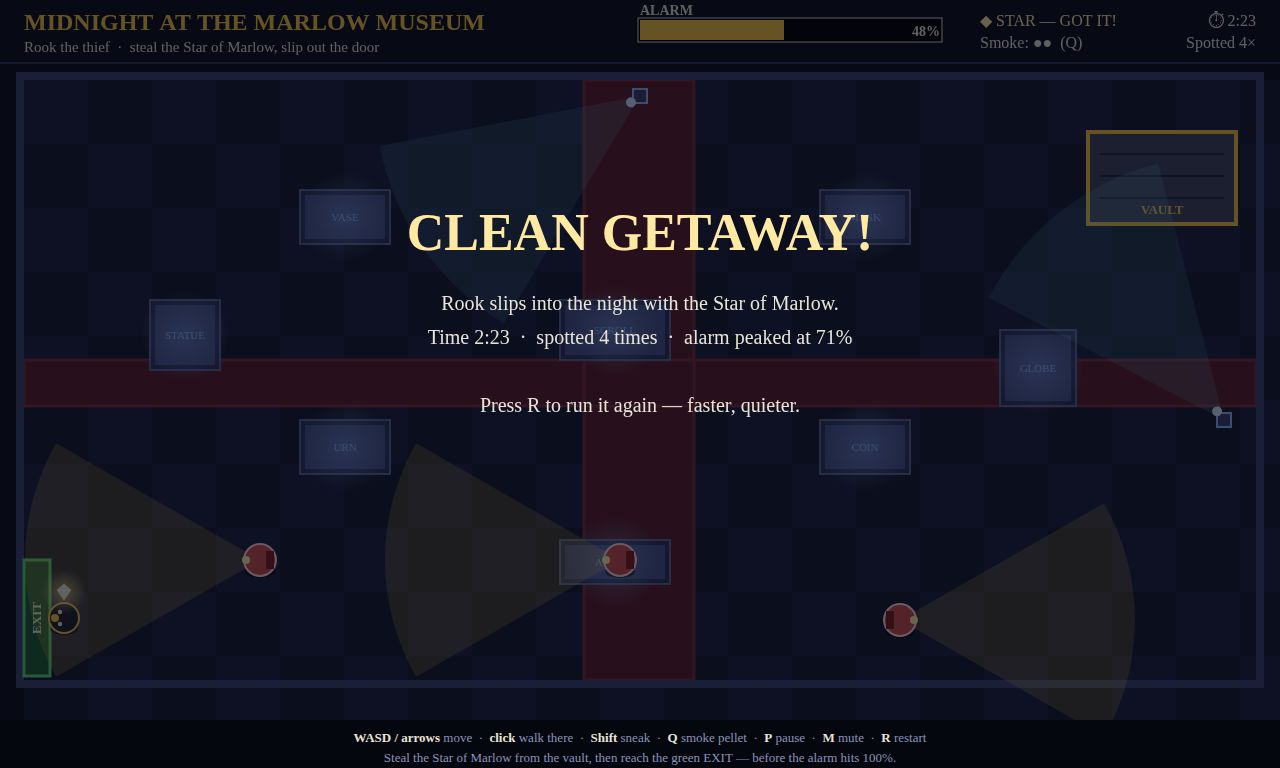 MIDNIGHT AT THE MARLOW MUSEUM
Rook the thief · steal the Star of Marlow, slip out the door
ALARM
48%
◆ STAR — GOT IT!
⏱ 2:23
Smoke: ●● (Q)
Spotted 4×
VASE
VAULT
CLEAN GETAWAY!
Rook slips into the night with the Star of Marlow.
STATUE
Time 2:23 · spotted 4 times · alarm peaked at 71%
GLOBE
Press R to run it again — faster, quieter.
URN
COIN
EXIT
WASD / arrows move · click walk there · Shift sneak · Q smoke pellet · P pause · M mute · R restart
Steal the Star of Marlow from the vault, then reach the green EXIT — before the alarm hits 100%.